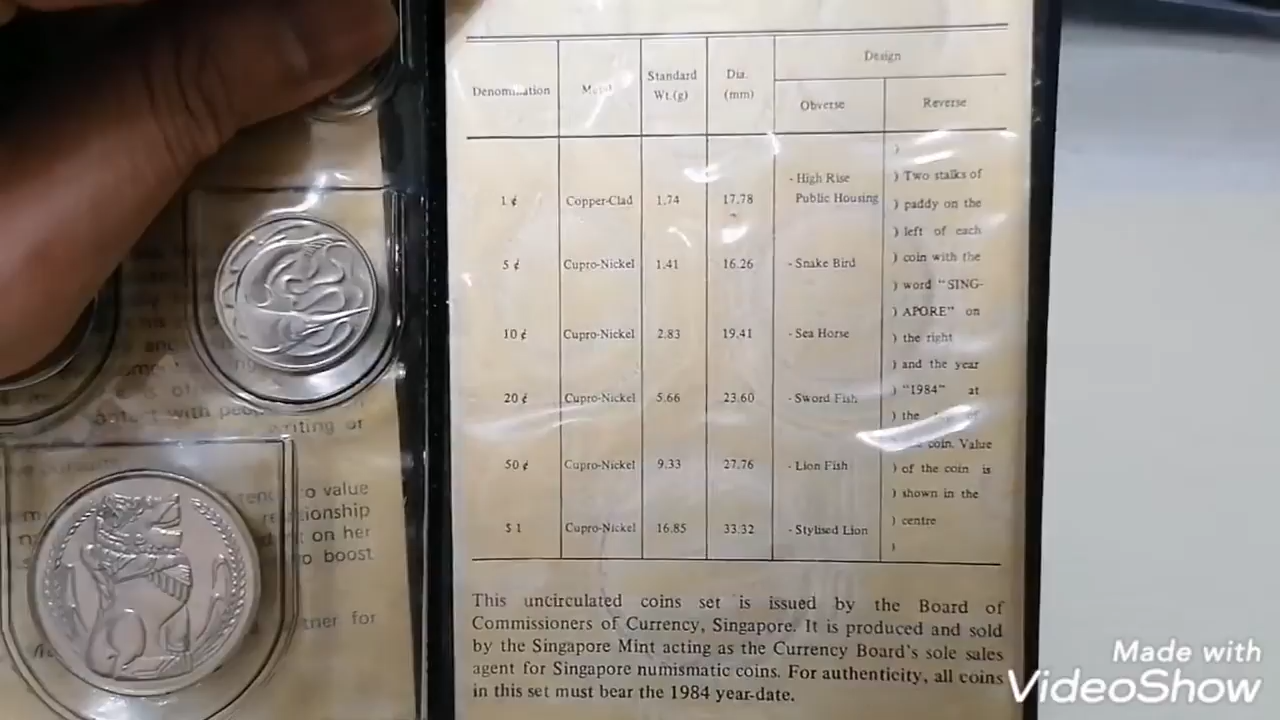 Design
Denomination Metal Standard Wt.(g) Dia. (mm) Obverse Reverse
)
1 ¢ Copper-Clad 1.74 17.78 - High Rise Public Housing ) Two stalks of
) paddy on the
) left of each
5 ¢ Cupro-Nickel 1.41 16.26 - Snake Bird ) coin with the
) word "SING-
) APORE" on
10 ¢ Cupro-Nickel 2.83 19.41 - Sea Horse ) the right
) and the year
20 ¢ Cupro-Nickel 5.66 23.60 - Sword Fish ) "1984" at
) the of
coin. Value
50 ¢ Cupro-Nickel 9.33 27.76 - Lion Fish ) of the coin is
) shown in the
$ 1 Cupro-Nickel 16.85 33.32 - Stylised Lion ) centre
)
This uncirculated coins set is issued by the Board of
Commissioners of Currency, Singapore. It is produced and sold
by the Singapore Mint acting as the Currency Board's sole sales
agent for Singapore numismatic coins. For authenticity, all coins
in this set must bear the 1984 year-date.
with
of
to value
on her
boost
for
Made with
VideoShow